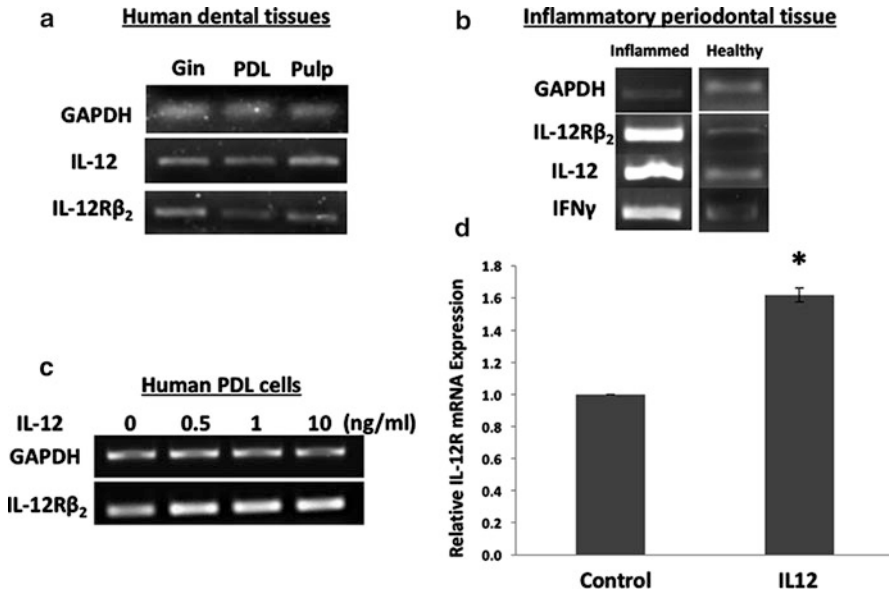 a
Human dental tissues
Gin PDL Pulp
GAPDH
IL-12
IL-12Rβ2
b
Inflammatory periodontal tissue
Inflammed Healthy
GAPDH
IL-12Rβ2
IL-12
IFNγ
c
Human PDL cells
IL-12 0 0.5 1 10 (ng/ml)
GAPDH
IL-12Rβ2
d
Relative IL-12R mRNA Expression
1.8
1.6
1.4
1.2
1.0
0.8
0.6
0.4
0.2
0.0
*
Control IL12